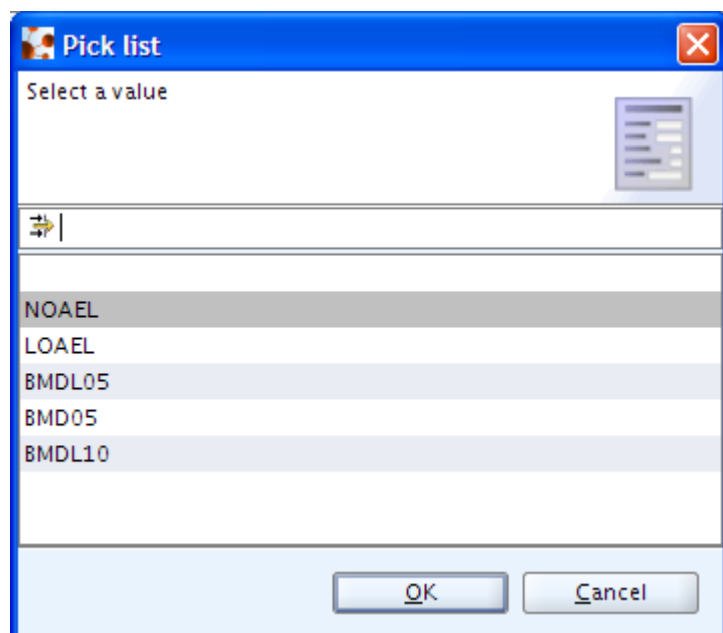 Pick list
Select a value
NOAEL
LOAEL
BMDL05
BMD05
BMDL10
OK
Cancel